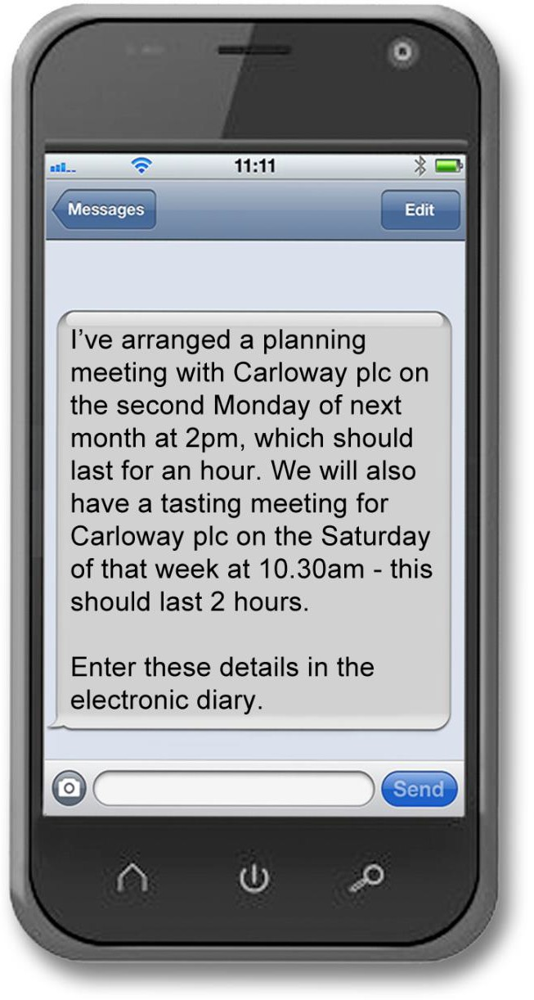 11:11
Messages
Edit
I’ve arranged a planning
meeting with Carloway plc on
the second Monday of next
month at 2pm, which should
last for an hour. We will also
have a tasting meeting for
Carloway plc on the Saturday
of that week at 10.30am - this
should last 2 hours.
Enter these details in the
electronic diary.
Send